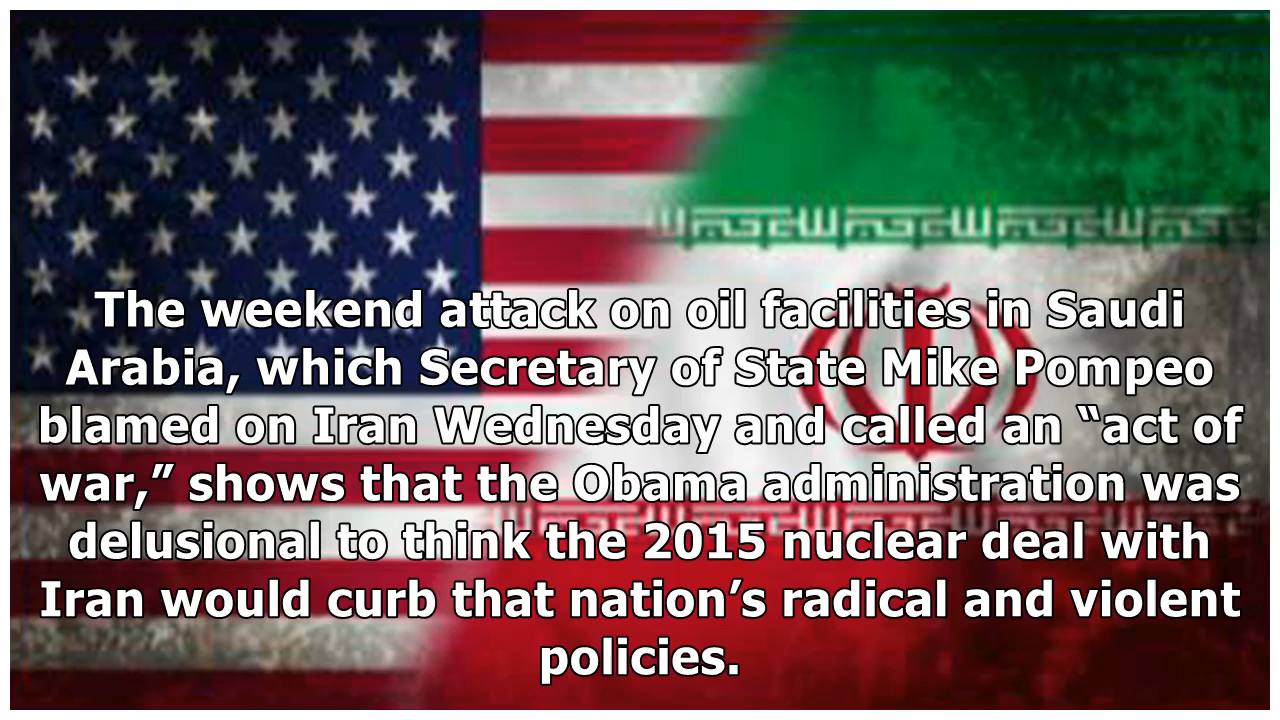 The weekend attack on oil facilities in Saudi
Arabia, which Secretary of State Mike Pompeo
blamed on Iran Wednesday and called an “act of
war,” shows that the Obama administration was
delusional to think the 2015 nuclear deal with
Iran would curb that nation’s radical and violent
policies.